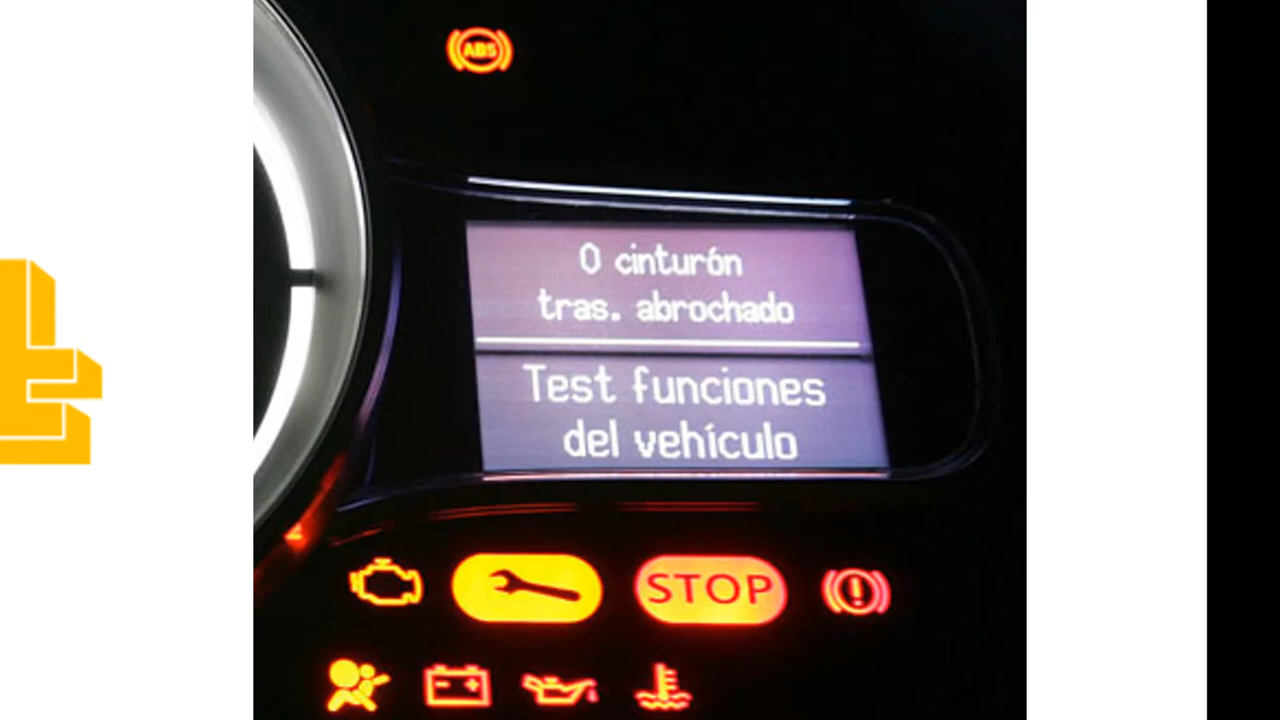 ABS
0 cinturón
tras. abrochado
Test funciones
del vehículo
STOP